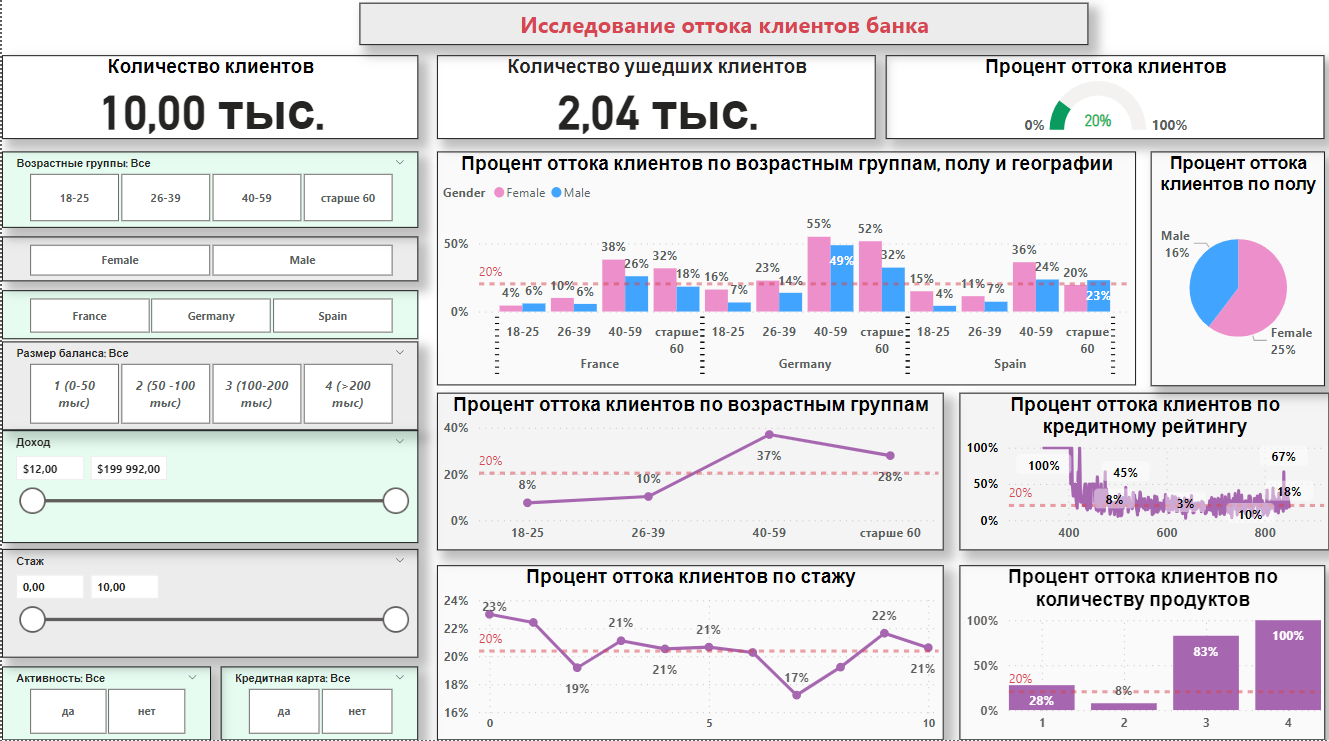 Исследование оттока клиентов банка
Количество клиентов
10,00 тыс.
Количество ушедших клиентов
2,04 тыс.
Процент оттока клиентов
0%
20%
100%
Возрастные группы: Все
18-25
26-39
40-59
старше 60
Female
Male
France
Germany
Spain
Размер баланса: Все
1 (0-50
тыс)
2 (50 -100
тыс)
3 (100-200
тыс)
4 (>200
тыс)
Доход
$12,00
$199 992,00
Стаж
0,00
10,00
Активность: Все
да
нет
Кредитная карта: Все
да
нет
Процент оттока клиентов по возрастным группам, полу и географии
Gender Female Male
50%
20%
0%
4%
6%
10%
6%
38%
26%
32%
18%
16%
7%
23%
14%
55%
49%
52%
32%
15%
4%
11%
7%
36%
24%
20%
23%
18-25
26-39
40-59
старше
60
18-25
26-39
40-59
старше
60
18-25
26-39
40-59
старше
60
France
Germany
Spain
Процент оттока
клиентов по полу
Male
16%
Female
25%
Процент оттока клиентов по возрастным группам
40%
20%
20%
0%
8%
10%
37%
28%
18-25
26-39
40-59
старше 60
Процент оттока клиентов по
кредитному рейтингу
100%
50%
20%
0%
100%
45%
8%
3%
10%
67%
18%
400
600
800
Процент оттока клиентов по стажу
24%
22%
20%
20%
18%
16%
23%
19%
21%
21%
21%
17%
22%
21%
0
5
10
Процент оттока клиентов по
количеству продуктов
100%
50%
20%
0%
28%
8%
83%
100%
1
2
3
4